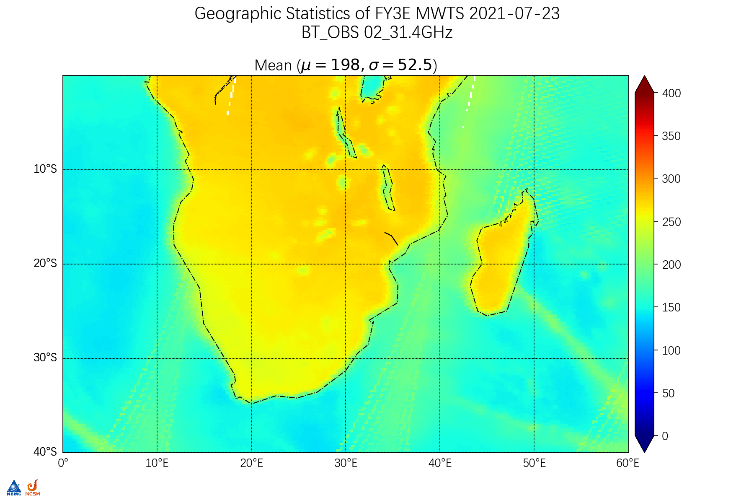 Geographic Statistics of FY3E MWTS 2021-07-23
BT_OBS 02_31.4GHz
Mean (μ = 198, σ = 52.5)
400
350
300
250
200
150
100
50
0
10°S
20°S
30°S
40°S
0° 10°E 20°E 30°E 40°E 50°E 60°E
NSMC